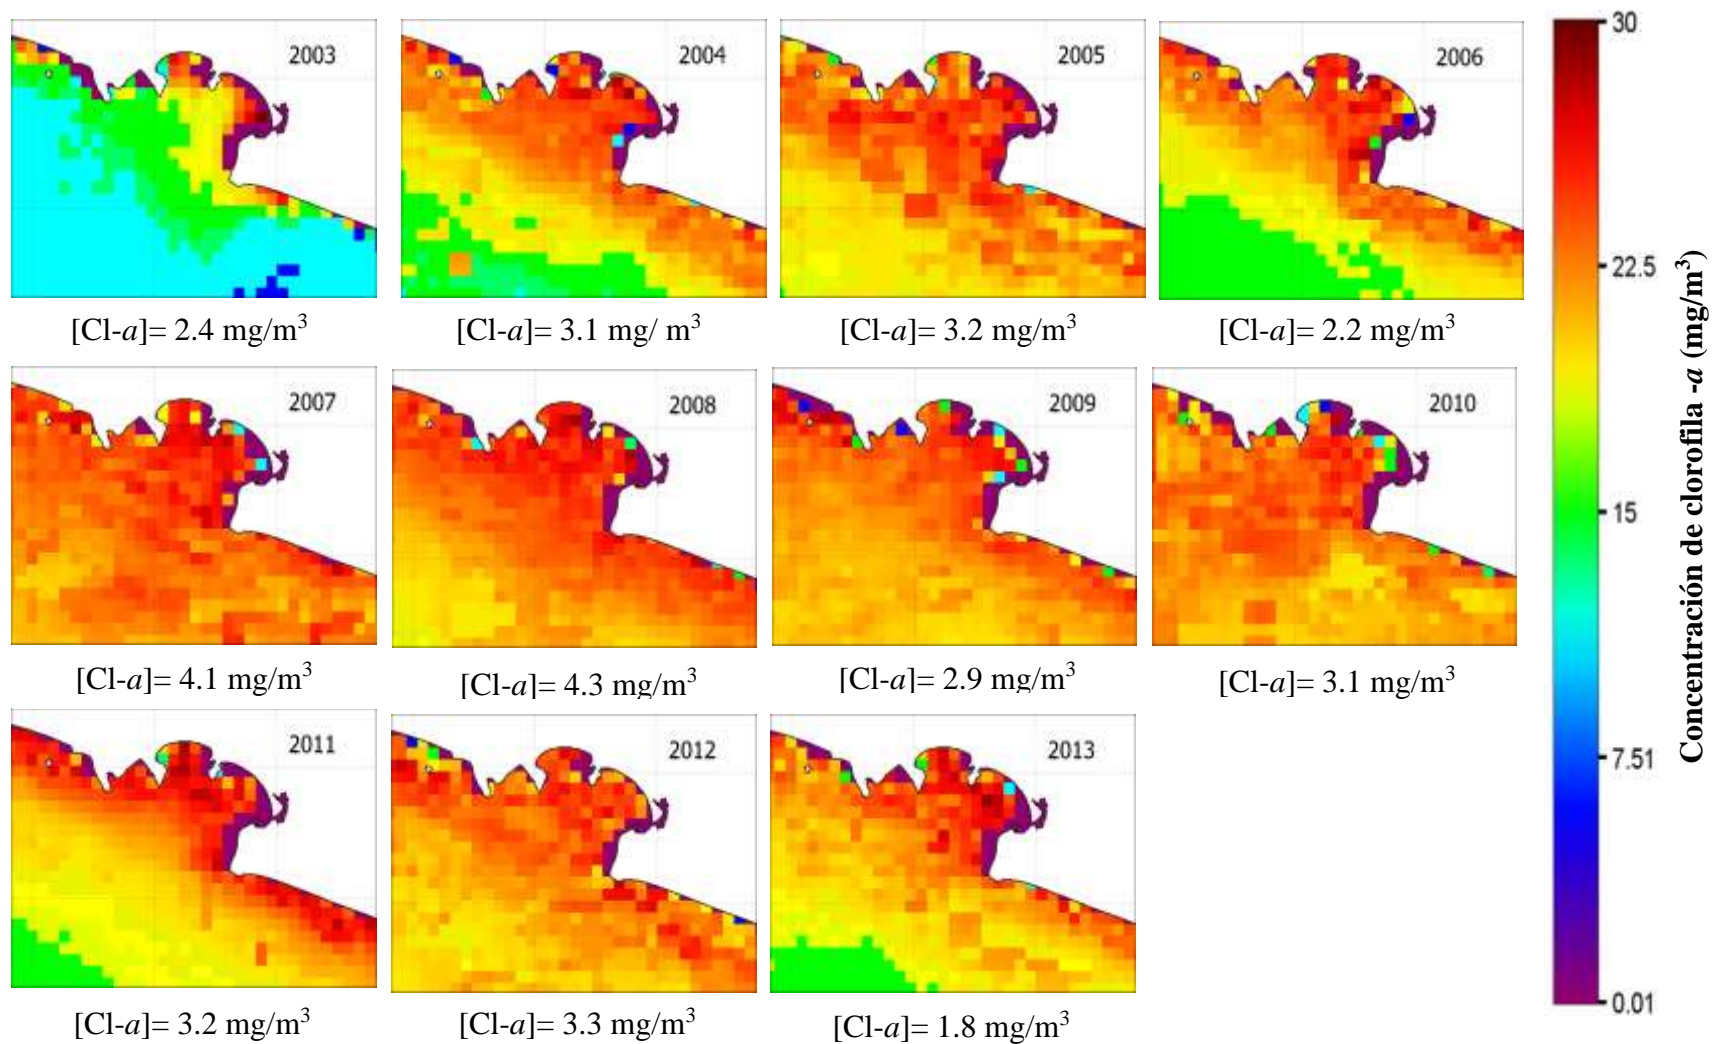 2003
2004
2005
2006
[Cl-a]= 2.4 mg/m³
[Cl-a]= 3.1 mg/ m³
[Cl-a]= 3.2 mg/m³
[Cl-a]= 2.2 mg/m³
2007
2008
2009
2010
[Cl-a]= 4.1 mg/m³
[Cl-a]= 4.3 mg/m³
[Cl-a]= 2.9 mg/m³
[Cl-a]= 3.1 mg/m³
2011
2012
2013
[Cl-a]= 3.2 mg/m³
[Cl-a]= 3.3 mg/m³
[Cl-a]= 1.8 mg/m³
30
22.5
15
7.51
0.01
Concentración de clorofila -a (mg/m³)